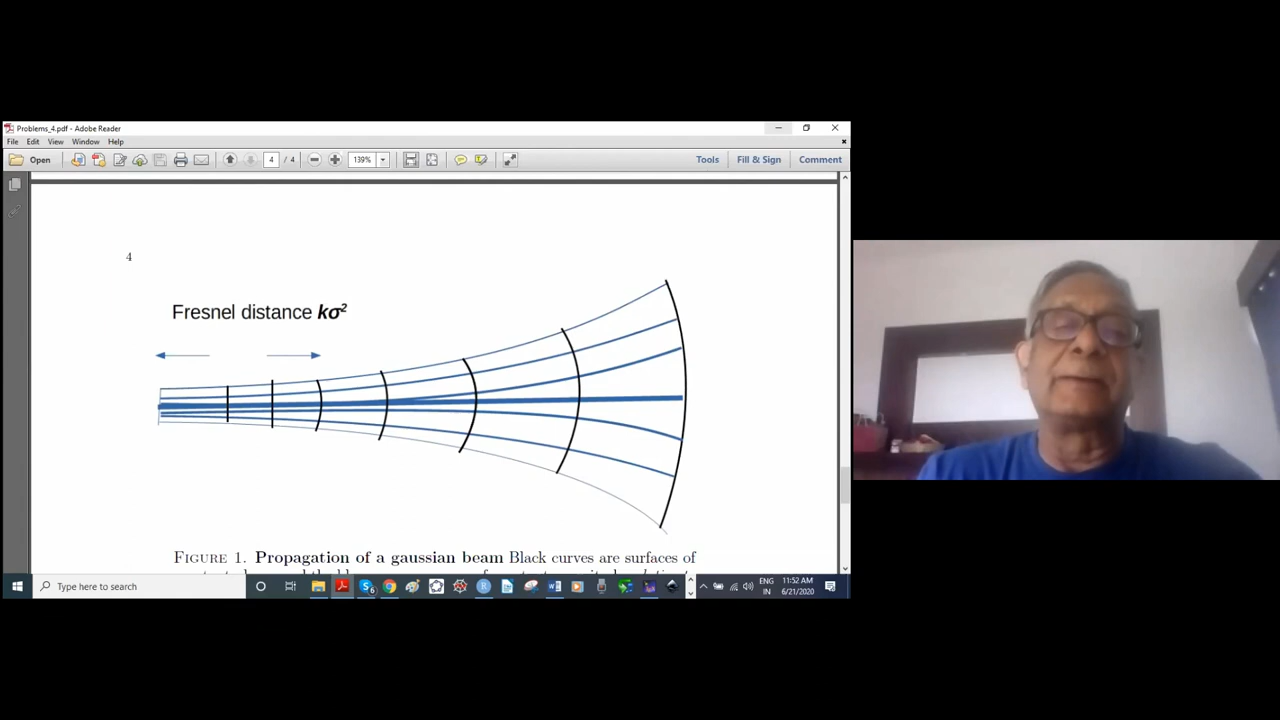 Problems_4.pdf - Adobe Reader
File Edit View Window Help
Open 4 / 4 139% Tools Fill & Sign Comment
4
Fresnel distance kσ²
FIGURE 1. Propagation of a gaussian beam Black curves are surfaces of
Type here to search
ENG
IN
11:52 AM
6/21/2020